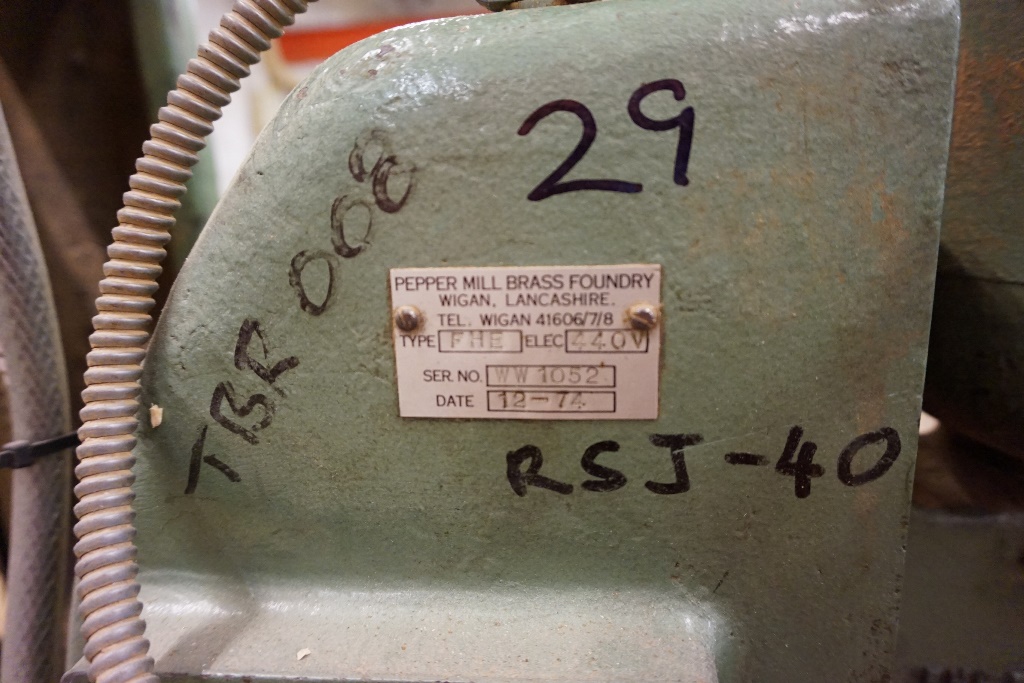 29
TBR 008
PEPPER MILL BRASS FOUNDRY
WIGAN, LANCASHIRE.
TEL. WIGAN 41606/7/8
TYPE FHE ELEC 440V
SER. NO. WW 1052
DATE 12-74
RSJ-40